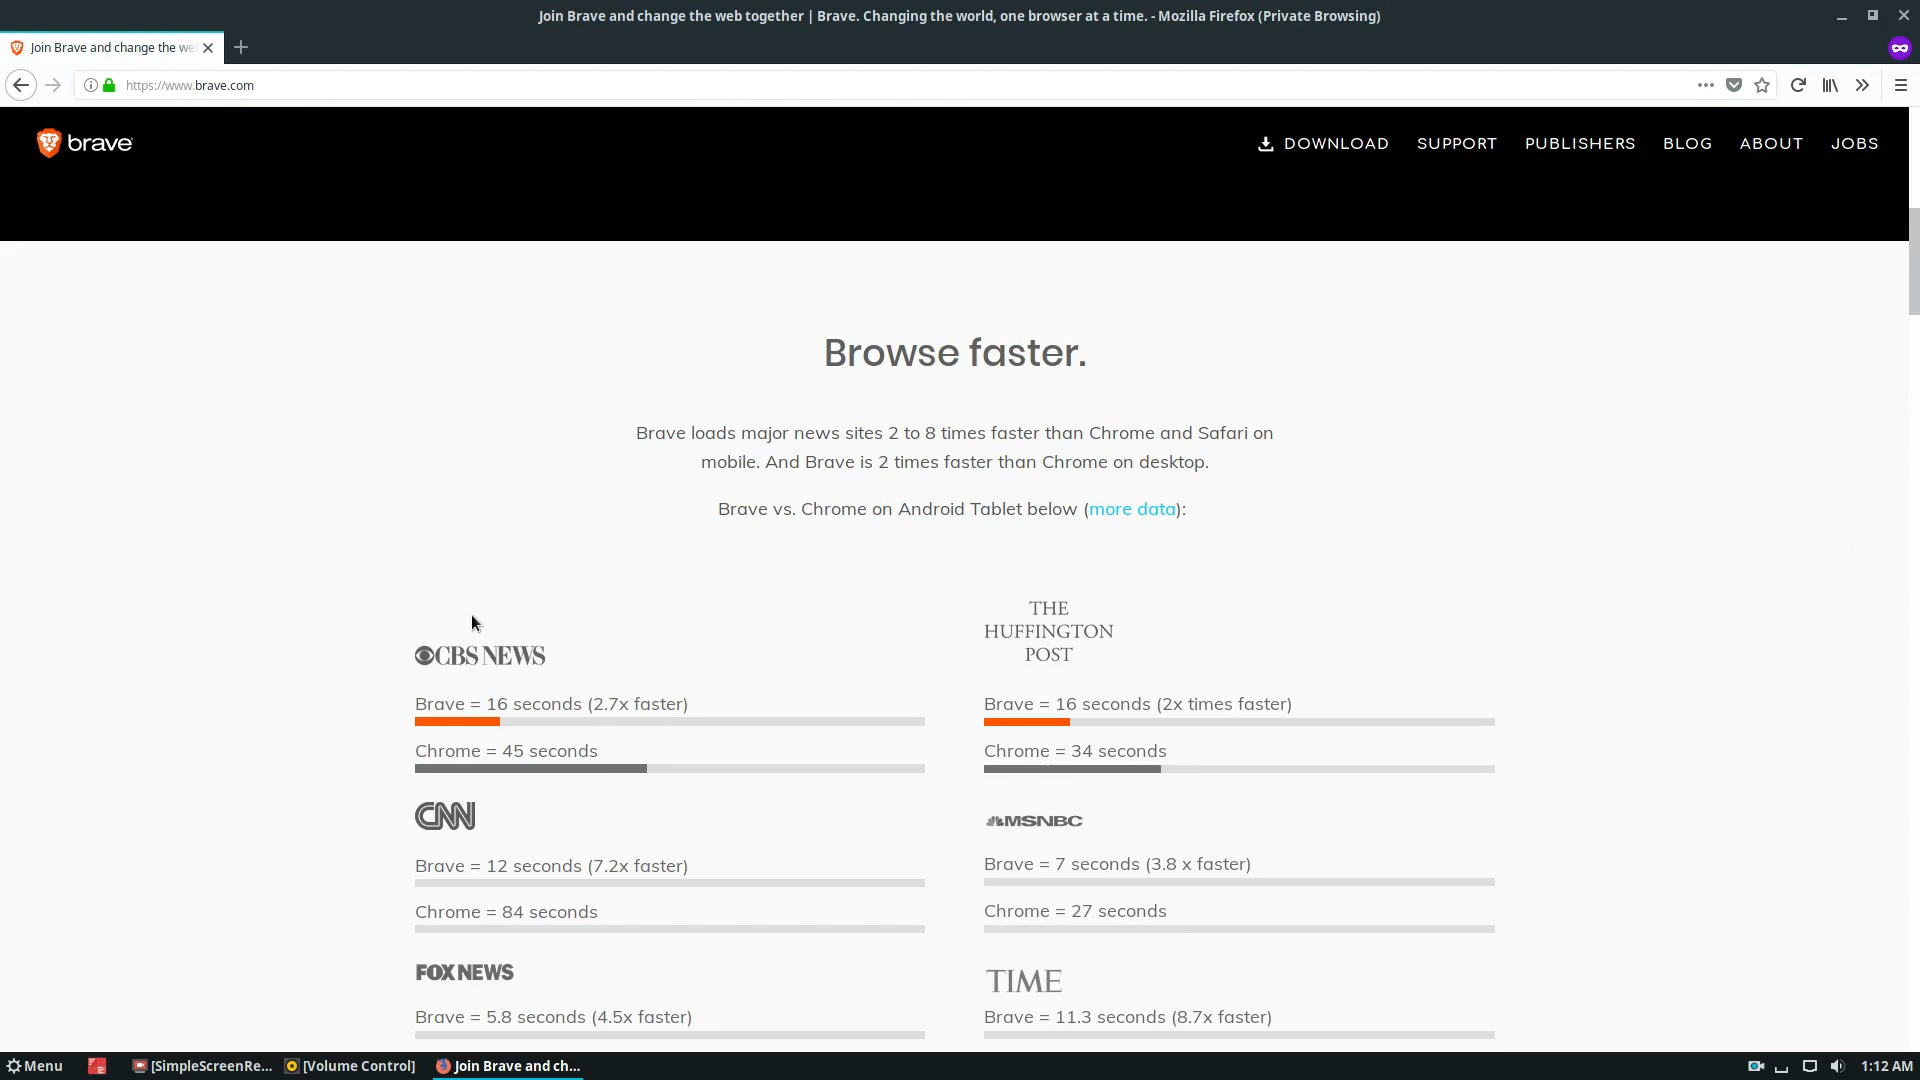 Join Brave and change the web together | Brave. Changing the world, one browser at a time. - Mozilla Firefox (Private Browsing)
Join Brave and change the we
https://www.brave.com
brave
DOWNLOAD SUPPORT PUBLISHERS BLOG ABOUT JOBS
Browse faster.
Brave loads major news sites 2 to 8 times faster than Chrome and Safari on
mobile. And Brave is 2 times faster than Chrome on desktop.
Brave vs. Chrome on Android Tablet below (more data):
CBS NEWS
Brave = 16 seconds (2.7x faster)
Chrome = 45 seconds
THE
HUFFINGTON
POST
Brave = 16 seconds (2x times faster)
Chrome = 34 seconds
CNN
Brave = 12 seconds (7.2x faster)
Chrome = 84 seconds
MSNBC
Brave = 7 seconds (3.8 x faster)
Chrome = 27 seconds
FOX NEWS
Brave = 5.8 seconds (4.5x faster)
TIME
Brave = 11.3 seconds (8.7x faster)
Menu [SimpleScreenRe... [Volume Control] Join Brave and ch... 1:12 AM